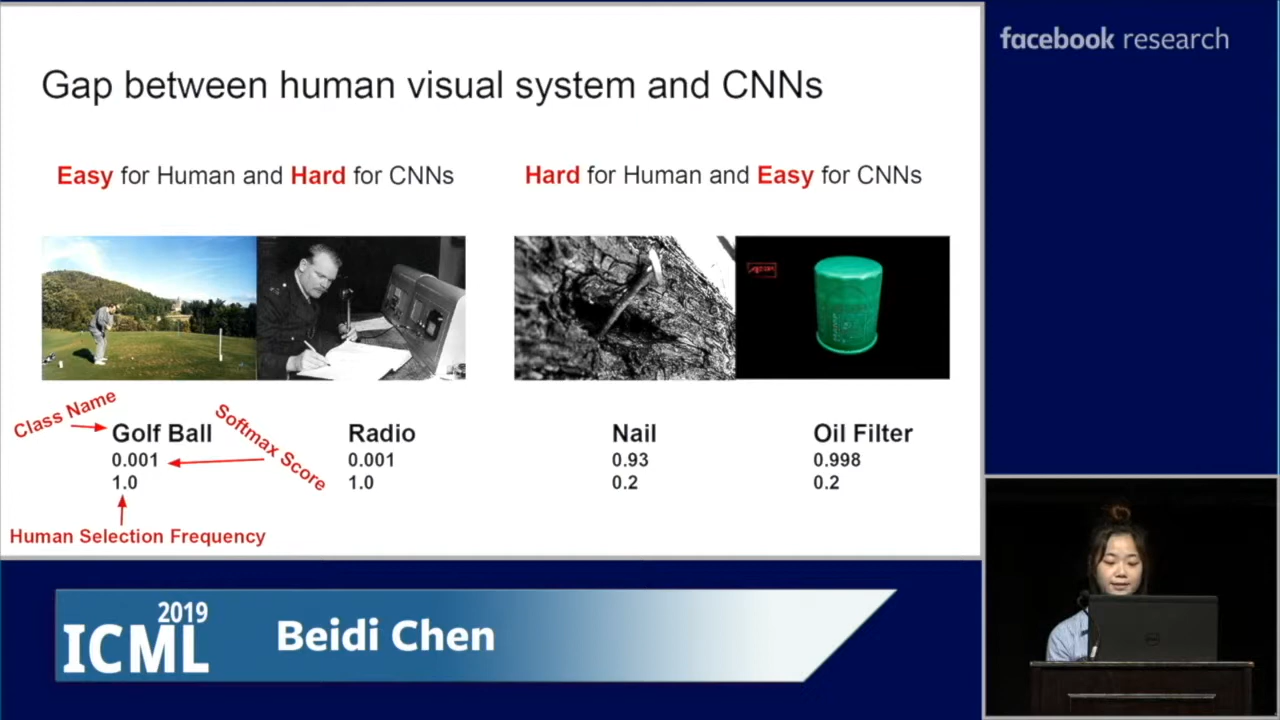 facebook research
Gap between human visual system and CNNs
Easy for Human and Hard for CNNs
Hard for Human and Easy for CNNs
Class Name
Softmax Score
Golf Ball
0.001
1.0
Radio
0.001
1.0
Nail
0.93
0.2
Oil Filter
0.998
0.2
Human Selection Frequency
2019
ICML
Beidi Chen